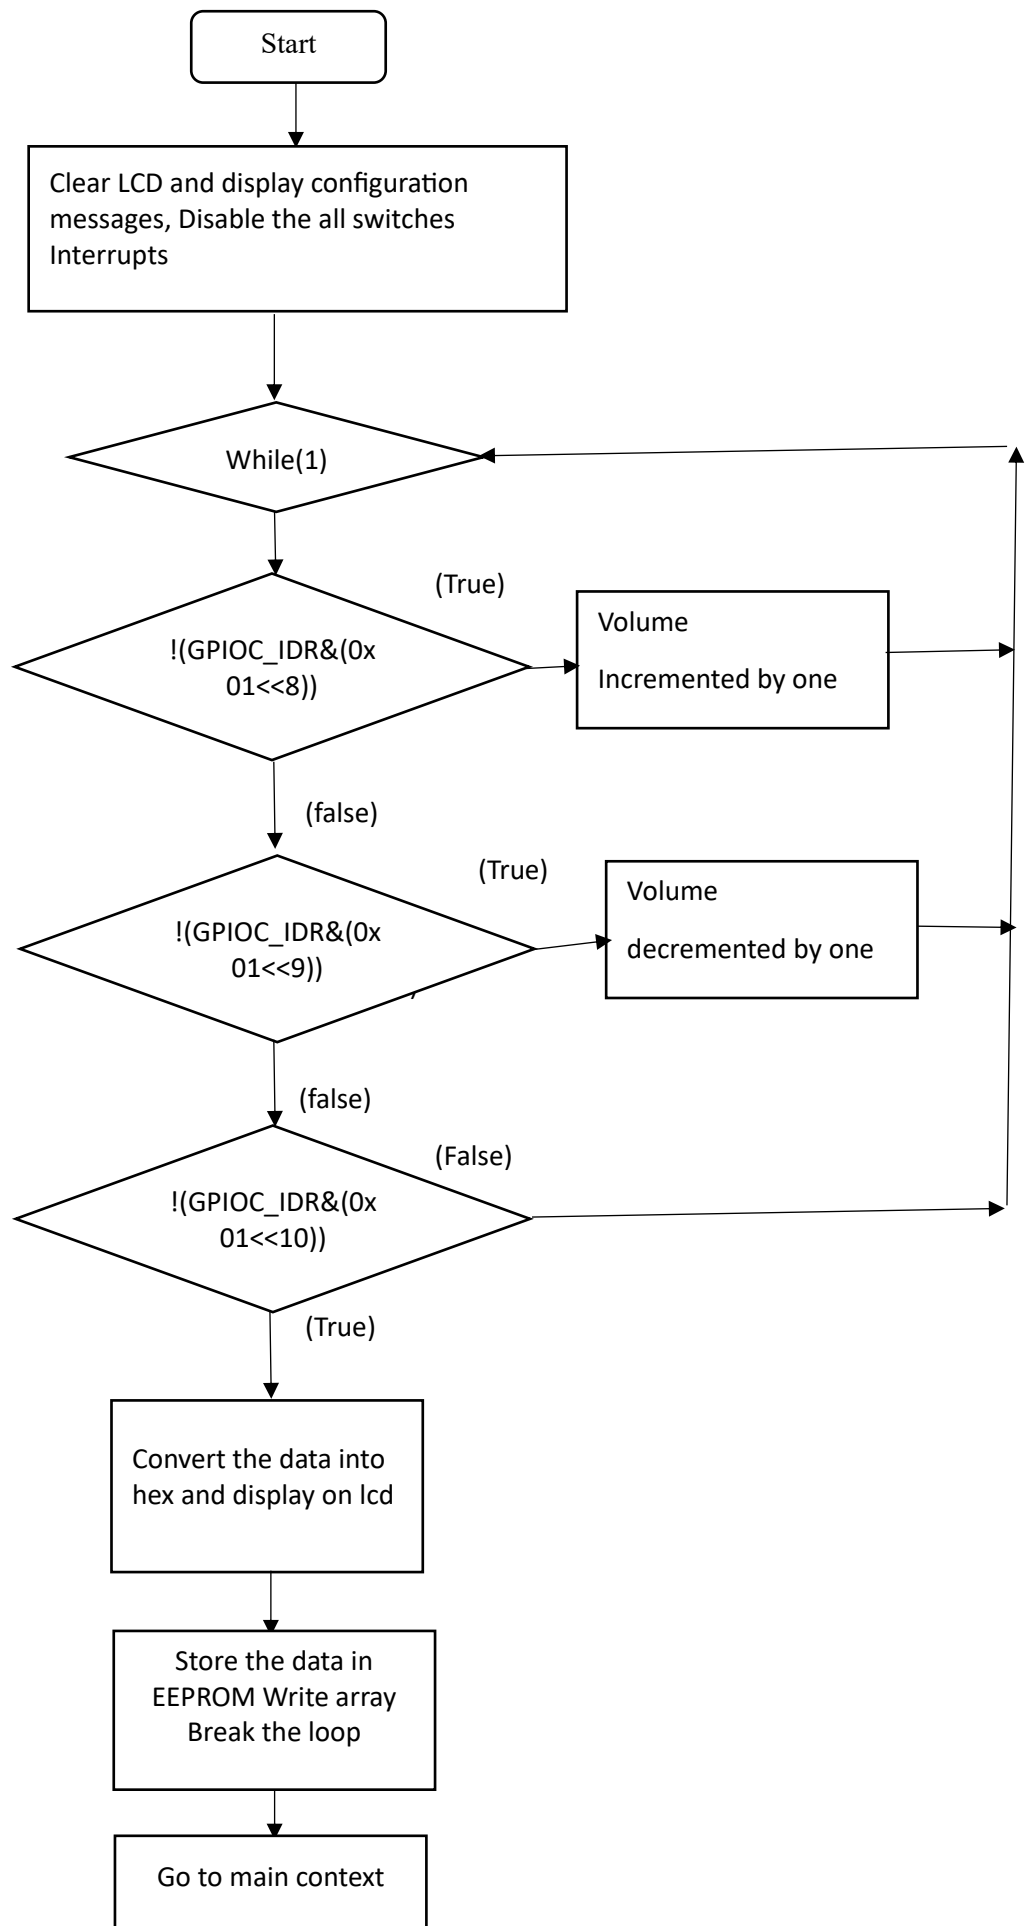 Start
Clear LCD and display configuration
messages, Disable the all switches
Interrupts
While(1)
(True)
!(GPIOC_IDR&(0x
01<<8))
Volume
Incremented by one
(false)
(True)
!(GPIOC_IDR&(0x
01<<9))
Volume
decremented by one
(false)
(False)
!(GPIOC_IDR&(0x
01<<10))
(True)
Convert the data into
hex and display on lcd
Store the data in
EEPROM Write array
Break the loop
Go to main context